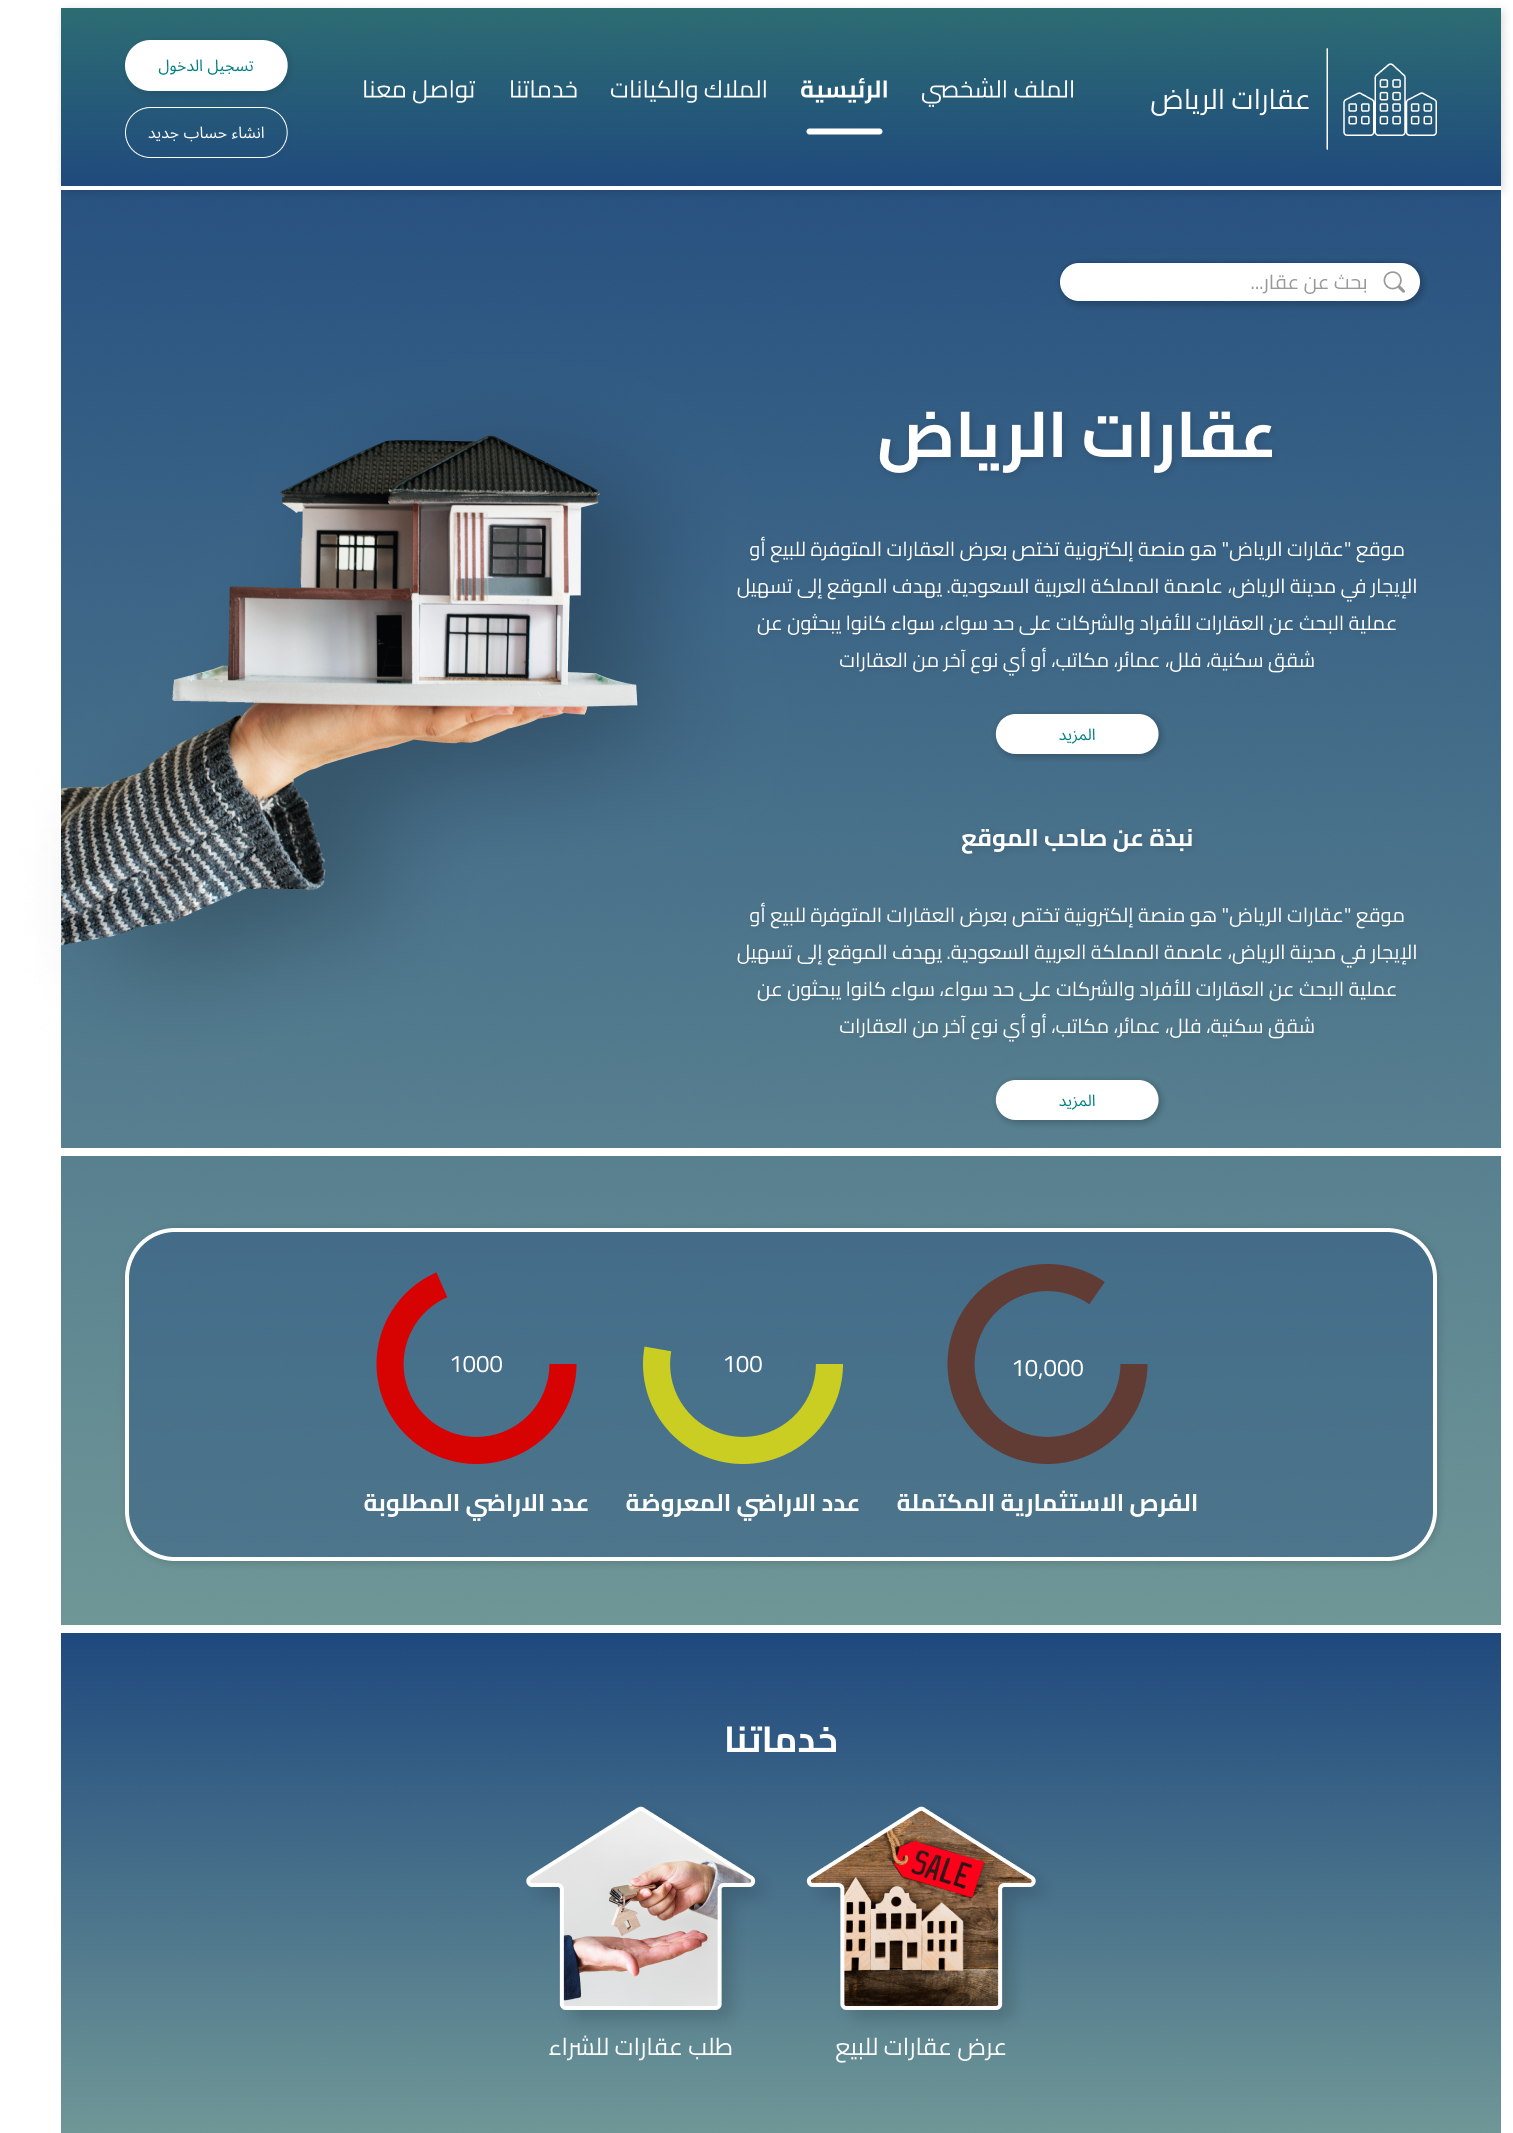 عقارات الرياض
الملف الشخصي
الرئيسية
الملاك والكيانات
خدماتنا
تواصل معنا
تسجيل الدخول
انشاء حساب جديد
بحث عن عقار...
عقارات الرياض
موقع "عقارات الرياض" هو منصة إلكترونية تختص بعرض العقارات المتوفرة للبيع أو
الإيجار في مدينة الرياض، عاصمة المملكة العربية السعودية. يهدف الموقع إلى تسهيل
عملية البحث عن العقارات للأفراد والشركات على حد سواء، سواء كانوا يبحثون عن
شقق سكنية، فلل، عمائر، مكاتب، أو أي نوع آخر من العقارات
المزيد
نبذة عن صاحب الموقع
موقع "عقارات الرياض" هو منصة إلكترونية تختص بعرض العقارات المتوفرة للبيع أو
الإيجار في مدينة الرياض، عاصمة المملكة العربية السعودية. يهدف الموقع إلى تسهيل
عملية البحث عن العقارات للأفراد والشركات على حد سواء، سواء كانوا يبحثون عن
شقق سكنية، فلل، عمائر، مكاتب، أو أي نوع آخر من العقارات
المزيد
10,000
الفرص الاستثمارية المكتملة
100
عدد الاراضي المعروضة
1000
عدد الاراضي المطلوبة
خدماتنا
SALE
عرض عقارات للبيع
طلب عقارات للشراء